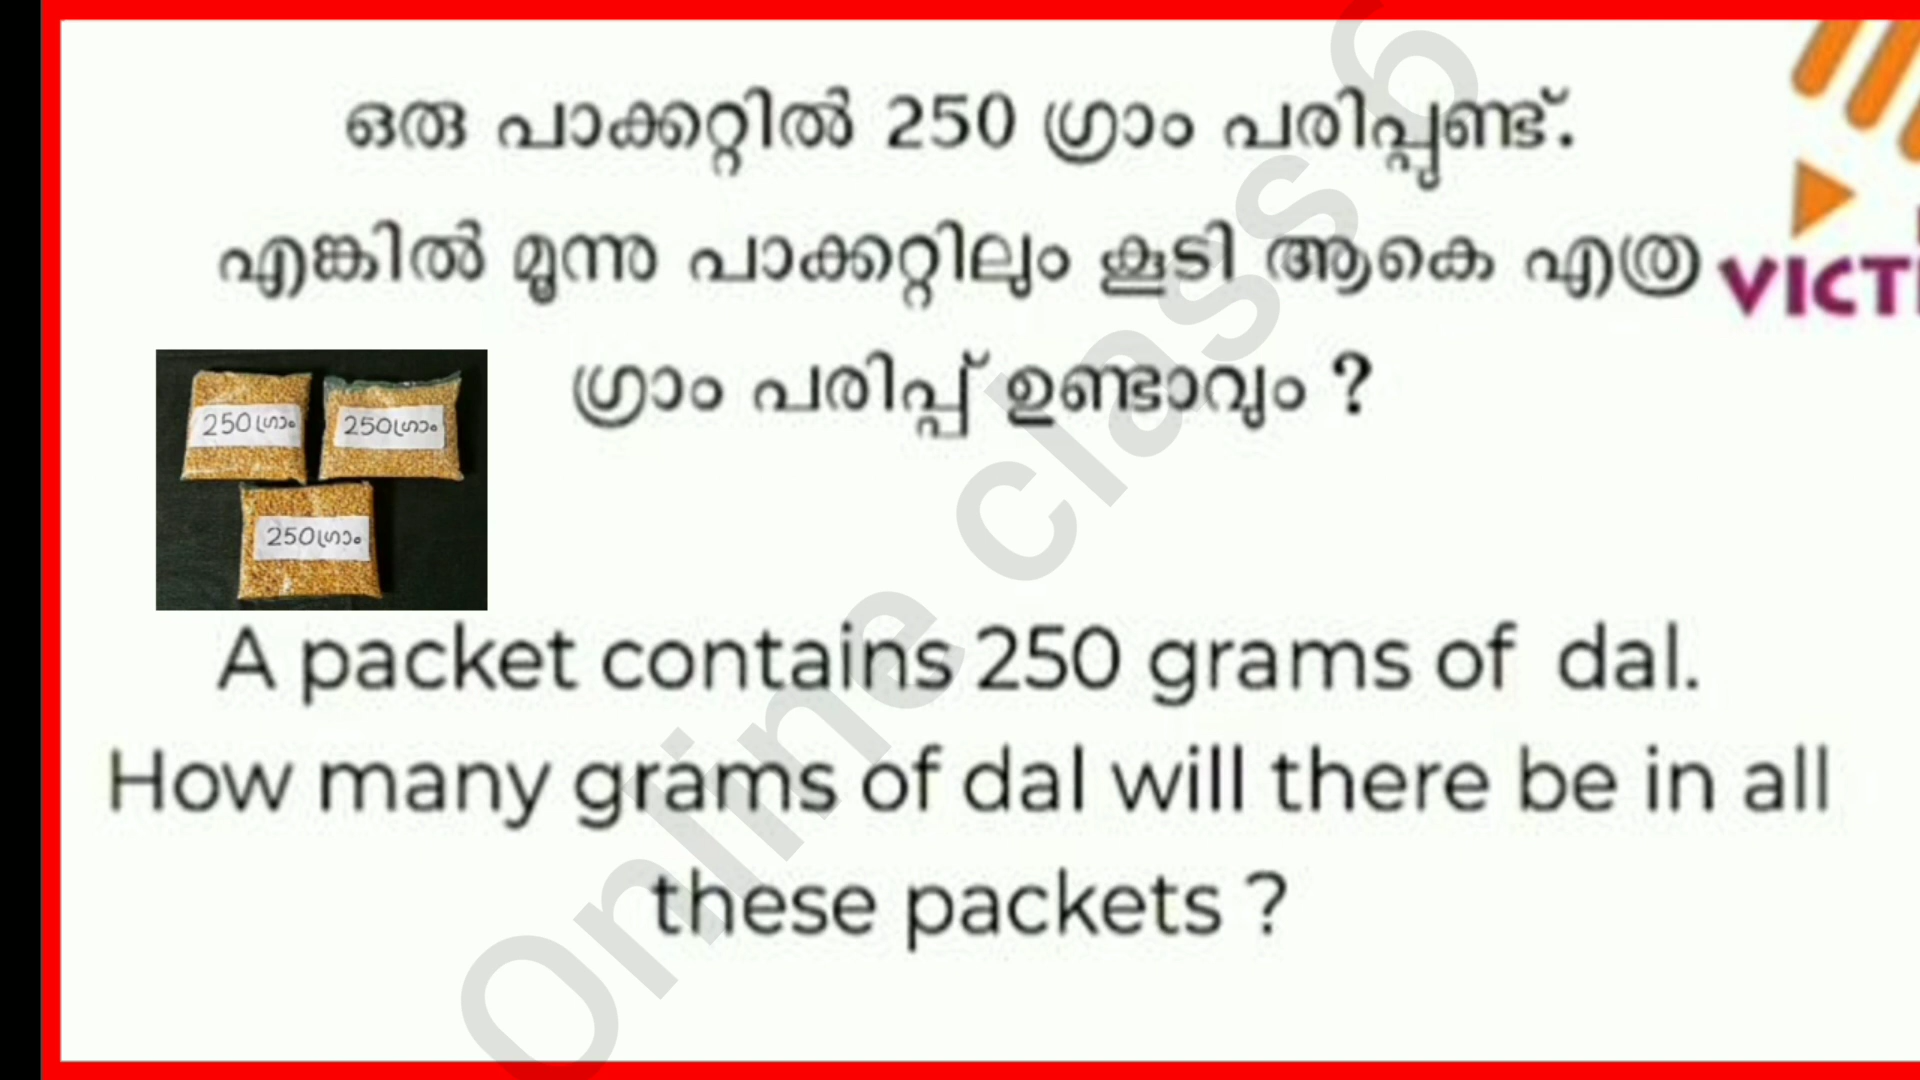 ഒരു പാക്കറ്റിൽ 250 ഗ്രാം പരിപ്പുണ്ട്.
എങ്കിൽ മൂന്നു പാക്കറ്റിലും കൂടി ആകെ എത്ര
ഗ്രാം പരിപ്പ് ഉണ്ടാവും ?
VICT
250ഗ്രാം
250ഗ്രാം
250ഗ്രാം
A packet contains 250 grams of dal.
How many grams of dal will there be in all
these packets ?
Online class 6